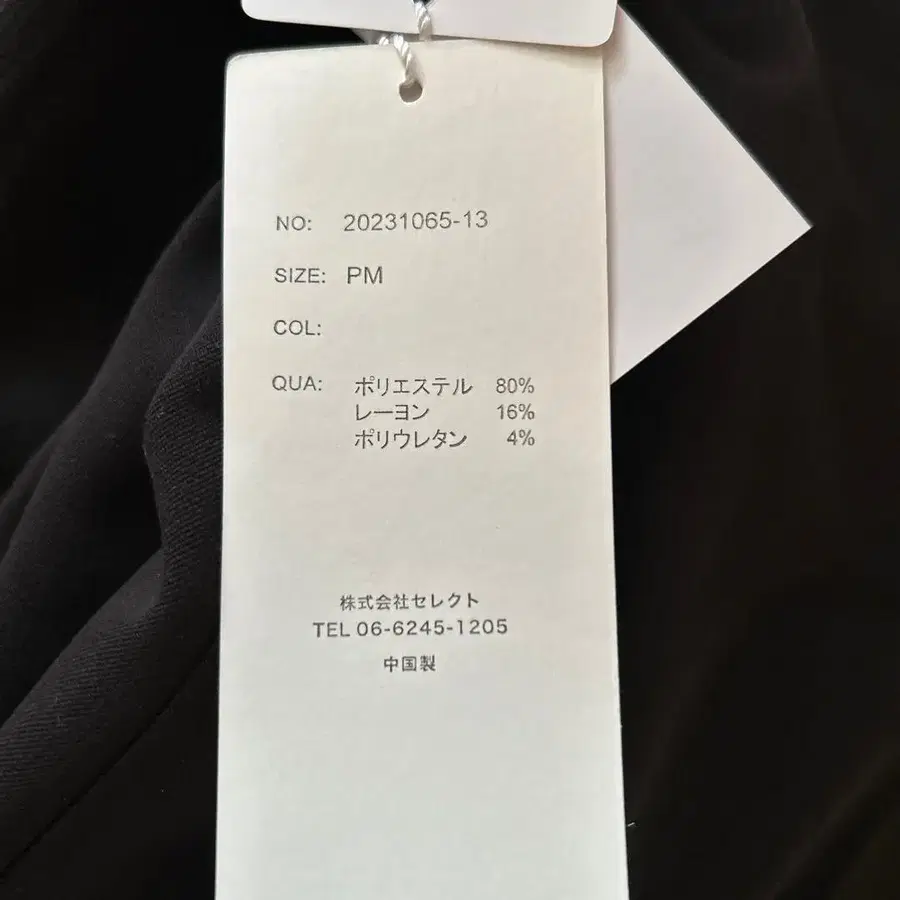 NO: 20231065-13
SIZE: PM
COL:
QUA: ポリエステル 80%
レーヨン 16%
ポリウレタン 4%
株式会社セレクト
TEL 06-6245-1205
中国製